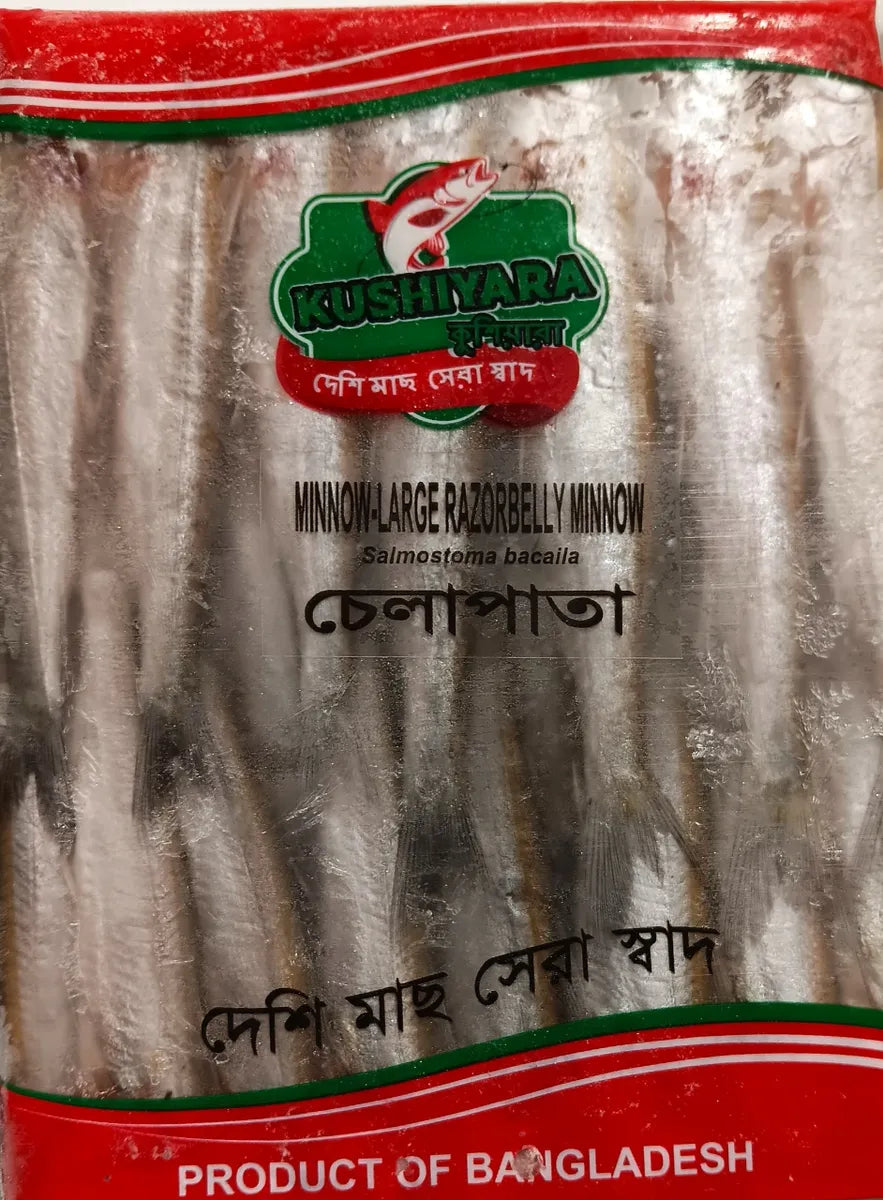 KUSHIYARA
কুশিয়ারা
দেশি মাছ সেরা স্বাদ
MINNOW-LARGE RAZORBELLY MINNOW
Salmostoma bacaila
চেলাপাতা
দেশি মাছ সেরা স্বাদ
PRODUCT OF BANGLADESH